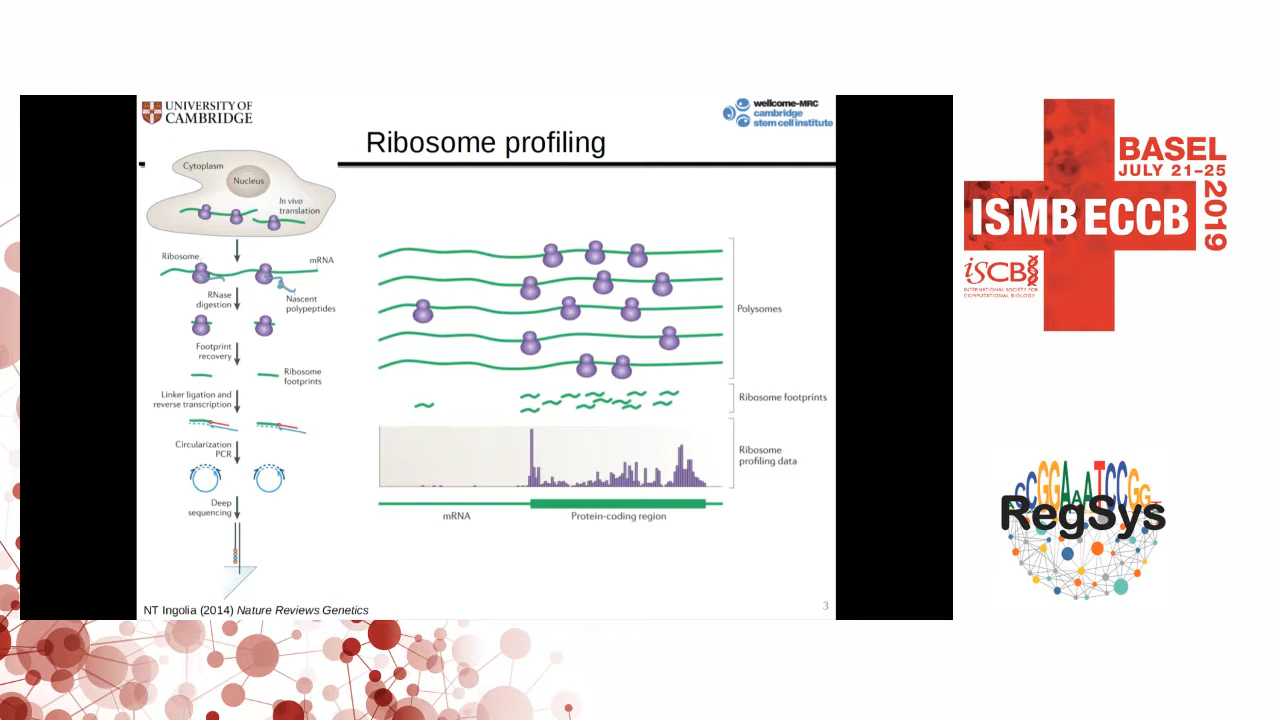 UNIVERSITY OF
CAMBRIDGE
wellcome-MRC
cambridge
stem cell institute
Ribosome profiling
Cytoplasm
Nucleus
In vivo
translation
Ribosome
mRNA
RNase
digestion
Nascent
polypeptides
Footprint
recovery
Ribosome
footprints
Linker ligation and
reverse transcription
Circularization
PCR
Deep
sequencing
Polysomes
Ribosome footprints
Ribosome
profiling data
mRNA
Protein-coding region
NT Ingolia (2014) Nature Reviews Genetics
3
BASEL
JULY 21–25
2019
ISMB ECCB
iSCB
INTERNATIONAL SOCIETY FOR
COMPUTATIONAL BIOLOGY
RegSys